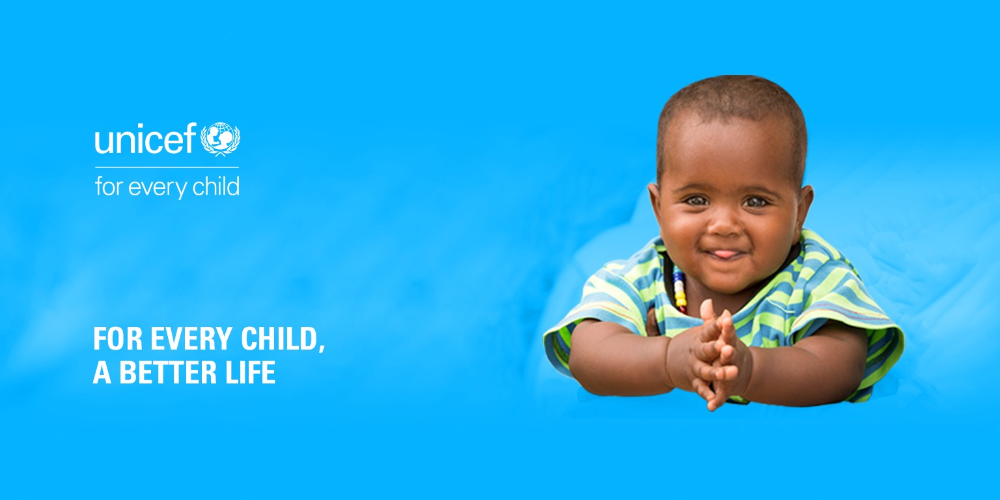 unicef
for every child
FOR EVERY CHILD,
A BETTER LIFE